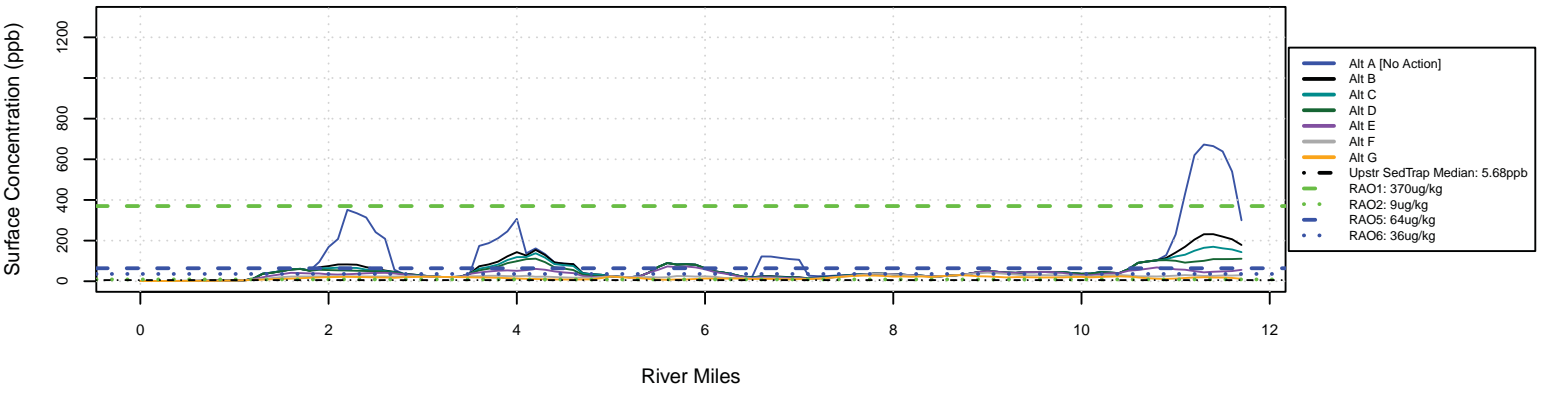 Surface Concentration (ppb)
1200
800
600
400
200
0
0
2
4
6
8
10
12
River Miles
Alt A [No Action]
Alt B
Alt C
Alt D
Alt E
Alt F
Alt G
Upstr SedTrap Median: 5.68ppb
RAO1: 370ug/kg
RAO2: 9ug/kg
RAO5: 64ug/kg
RAO6: 36ug/kg